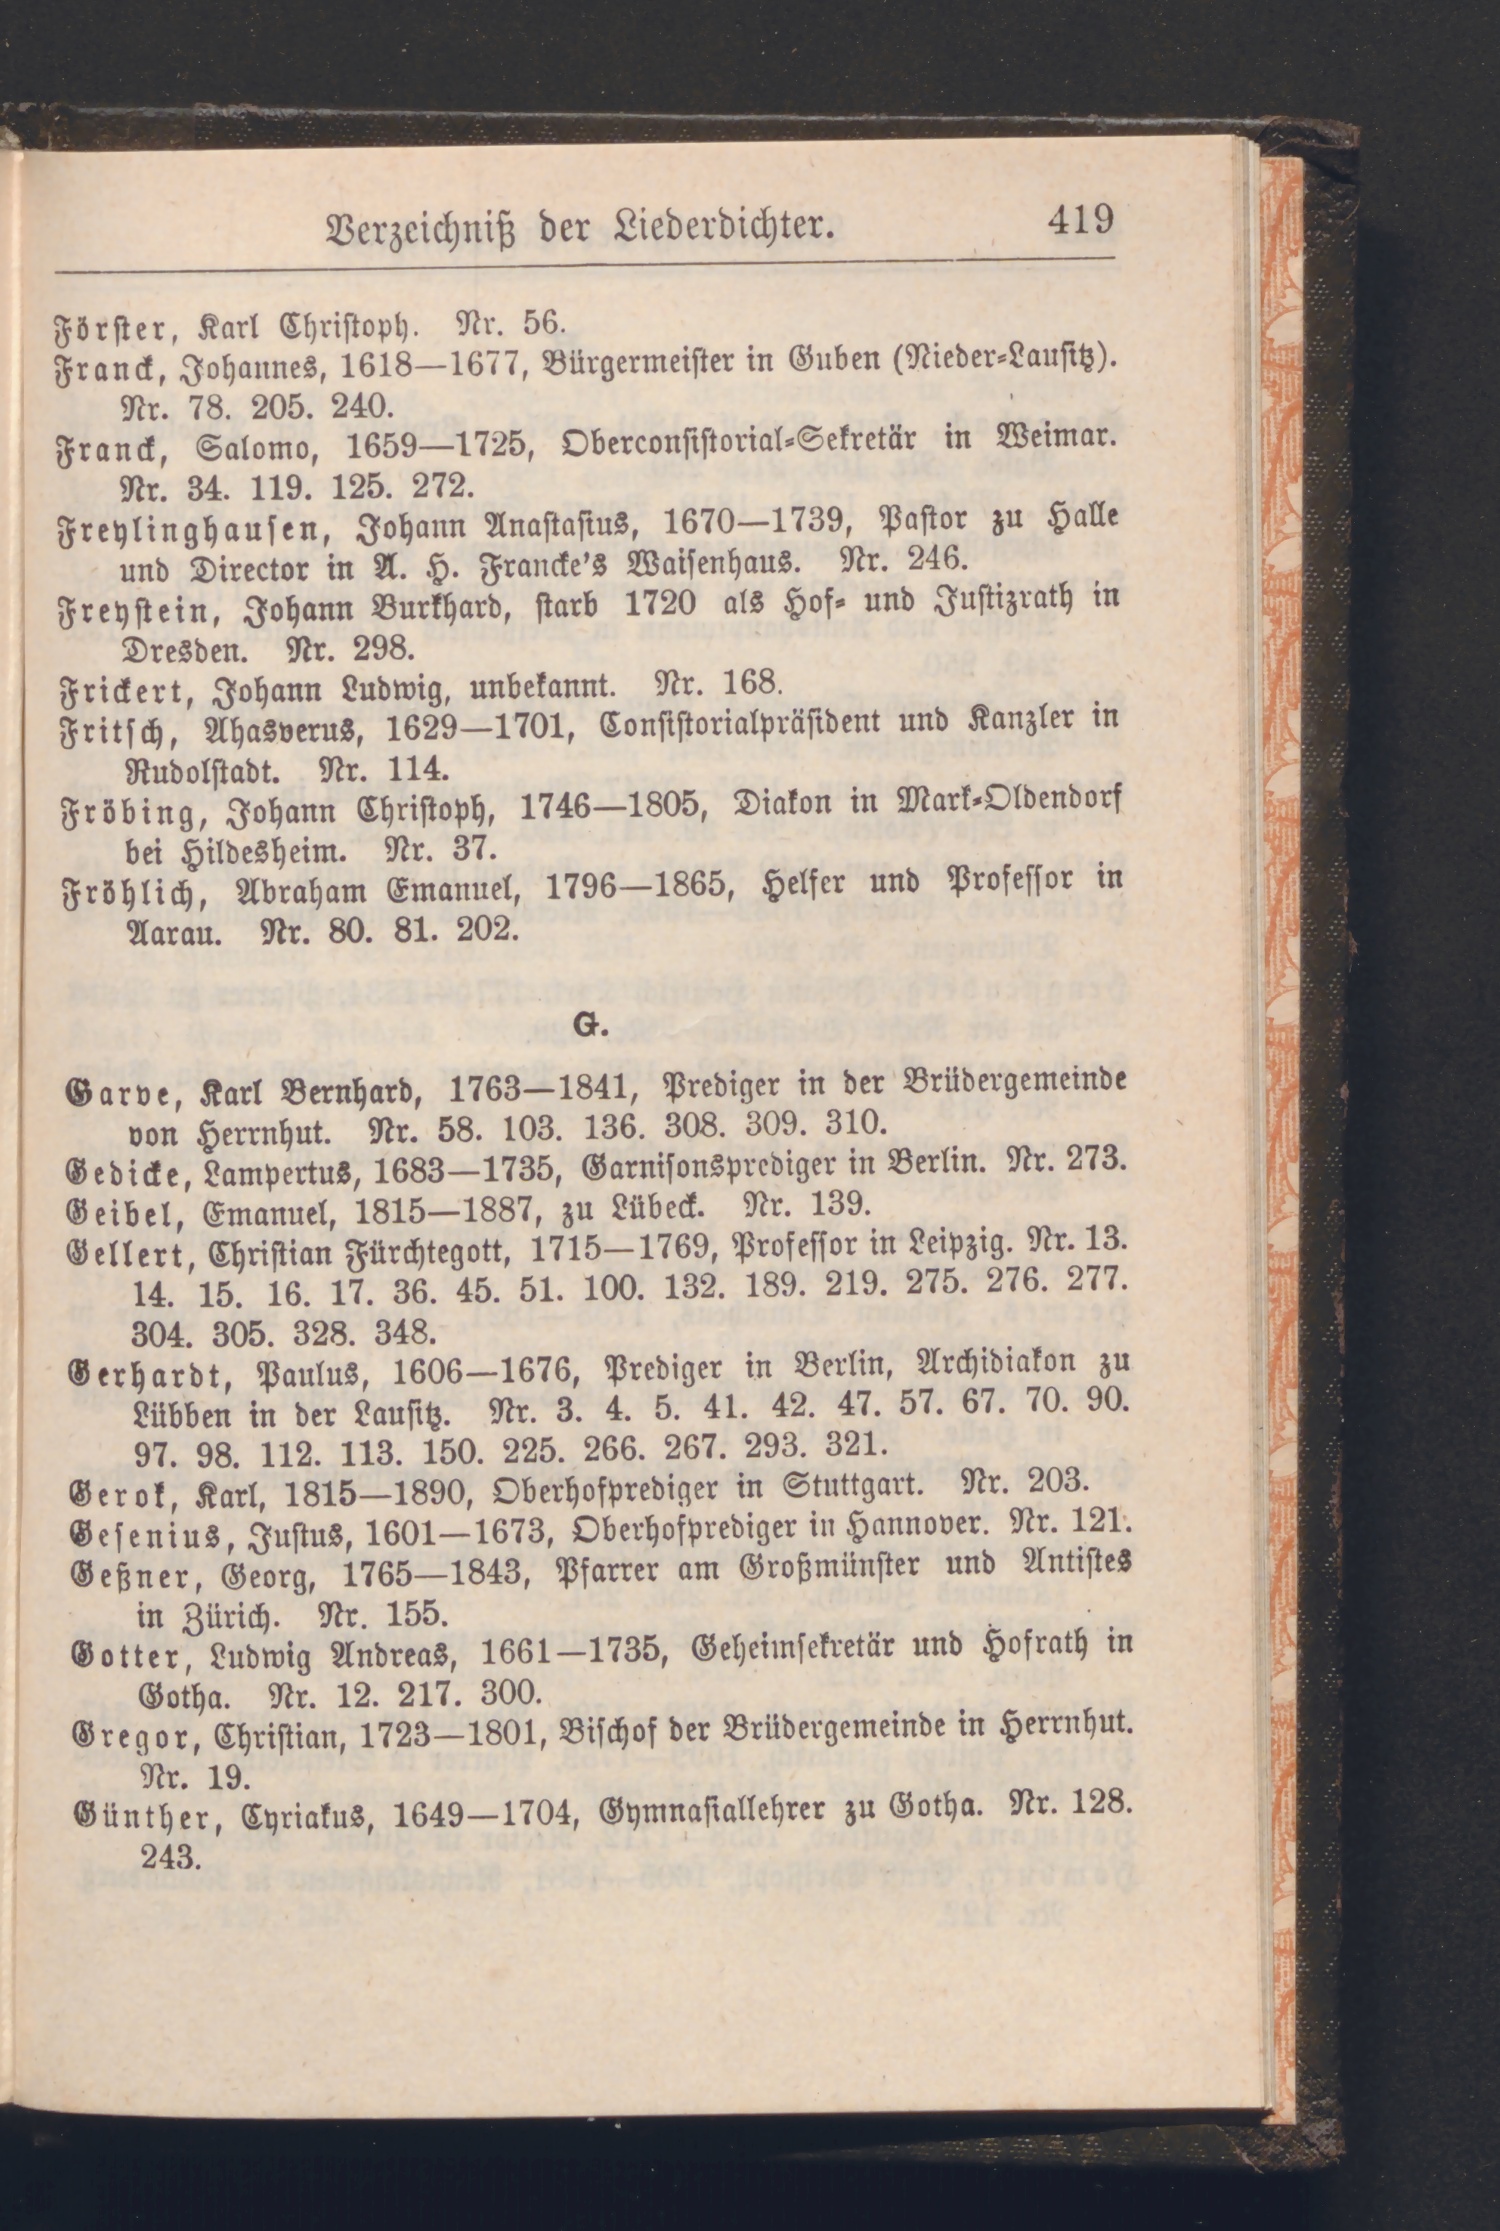 Verzeichniß der Liederdichter. 419
Förster, Karl Christoph. Nr. 56.
Franck, Johannes, 1618—1677, Bürgermeister in Guben (Nieder-Lausitz).
Nr. 78. 205. 240.
Franck, Salomo, 1659—1725, Oberconsistorial-Sekretär in Weimar.
Nr. 34. 119. 125. 272.
Freylinghausen, Johann Anastasius, 1670—1739, Pastor zu Halle
und Director in A. H. Francke's Waisenhaus. Nr. 246.
Freystein, Johann Burkhard, starb 1720 als Hof- und Justizrath in
Dresden. Nr. 298.
Frickert, Johann Ludwig, unbekannt. Nr. 168.
Fritsch, Ahasverus, 1629—1701, Consistorialpräsident und Kanzler in
Rudolstadt. Nr. 114.
Fröbing, Johann Christoph, 1746—1805, Diakon in Mark-Oldendorf
bei Hildesheim. Nr. 37.
Fröhlich, Abraham Emanuel, 1796—1865, Helfer und Professor in
Aarau. Nr. 80. 81. 202.
G.
Garve, Karl Bernhard, 1763—1841, Prediger in der Brüdergemeinde
von Herrnhut. Nr. 58. 103. 136. 308. 309. 310.
Gedicke, Lampertus, 1683—1735, Garnisonsprediger in Berlin. Nr. 273.
Geibel, Emanuel, 1815—1887, zu Lübeck. Nr. 139.
Gellert, Christian Fürchtegott, 1715—1769, Professor in Leipzig. Nr. 13.
14. 15. 16. 17. 36. 45. 51. 100. 132. 189. 219. 275. 276. 277.
304. 305. 328. 348.
Gerhardt, Paulus, 1606—1676, Prediger in Berlin, Archidiakon zu
Lübben in der Lausitz. Nr. 3. 4. 5. 41. 42. 47. 57. 67. 70. 90.
97. 98. 112. 113. 150. 225. 266. 267. 293. 321.
Gerok, Karl, 1815—1890, Oberhofprediger in Stuttgart. Nr. 203.
Gesenius, Justus, 1601—1673, Oberhofprediger in Hannover. Nr. 121.
Geßner, Georg, 1765—1843, Pfarrer am Großmünster und Antistes
in Zürich. Nr. 155.
Gotter, Ludwig Andreas, 1661—1735, Geheimsekretär und Hofrath in
Gotha. Nr. 12. 217. 300.
Gregor, Christian, 1723—1801, Bischof der Brüdergemeinde in Herrnhut.
Nr. 19.
Günther, Cyriakus, 1649—1704, Gymnasiallehrer zu Gotha. Nr. 128.
243.